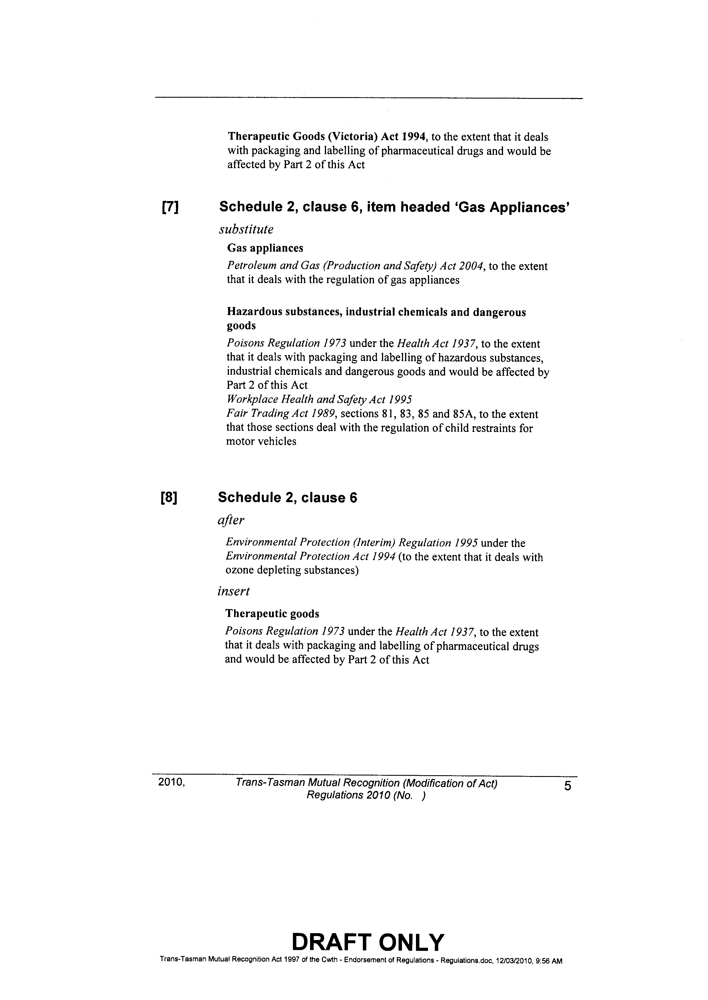 Therapeutic Goods (Victoria) Act 1994, to the extent that it deals
with packaging and labelling of pharmaceutical drugs and would be
affected by Part 2 of this Act
[7] Schedule 2, clause 6, item headed ‘Gas Appliances’
substitute
Gas appliances
Petroleum and Gas (Production and Safety) Act 2004, to the extent
that it deals with the regulation of gas appliances
Hazardous substances, industrial chemicals and dangerous
goods
Poisons Regulation 1973 under the Health Act 1937, to the extent
that it deals with packaging and labelling of hazardous substances,
industrial chemicals and dangerous goods and would be affected by
Part 2 of this Act
Workplace Health and Safety Act 1995
Fair Trading Act 1989, sections 81, 83, 85 and 85A, to the extent
that those sections deal with the regulation of child restraints for
motor vehicles
[8] Schedule 2, clause 6
after
Environmental Protection (Interim) Regulation 1995 under the
Environmental Protection Act 1994 (to the extent that it deals with
ozone depleting substances)
insert
Therapeutic goods
Poisons Regulation 1973 under the Health Act 1937, to the extent
that it deals with packaging and labelling of pharmaceutical drugs
and would be affected by Part 2 of this Act
2010, Trans-Tasman Mutual Recognition (Modification of Act) 5
Regulations 2010 (No. )
DRAFT ONLY
Trans-Tasman Mutual Recognition Act 1997 of the Cwth - Endorsement of Regulations - Regulations.doc, 12/03/2010, 9:56 AM